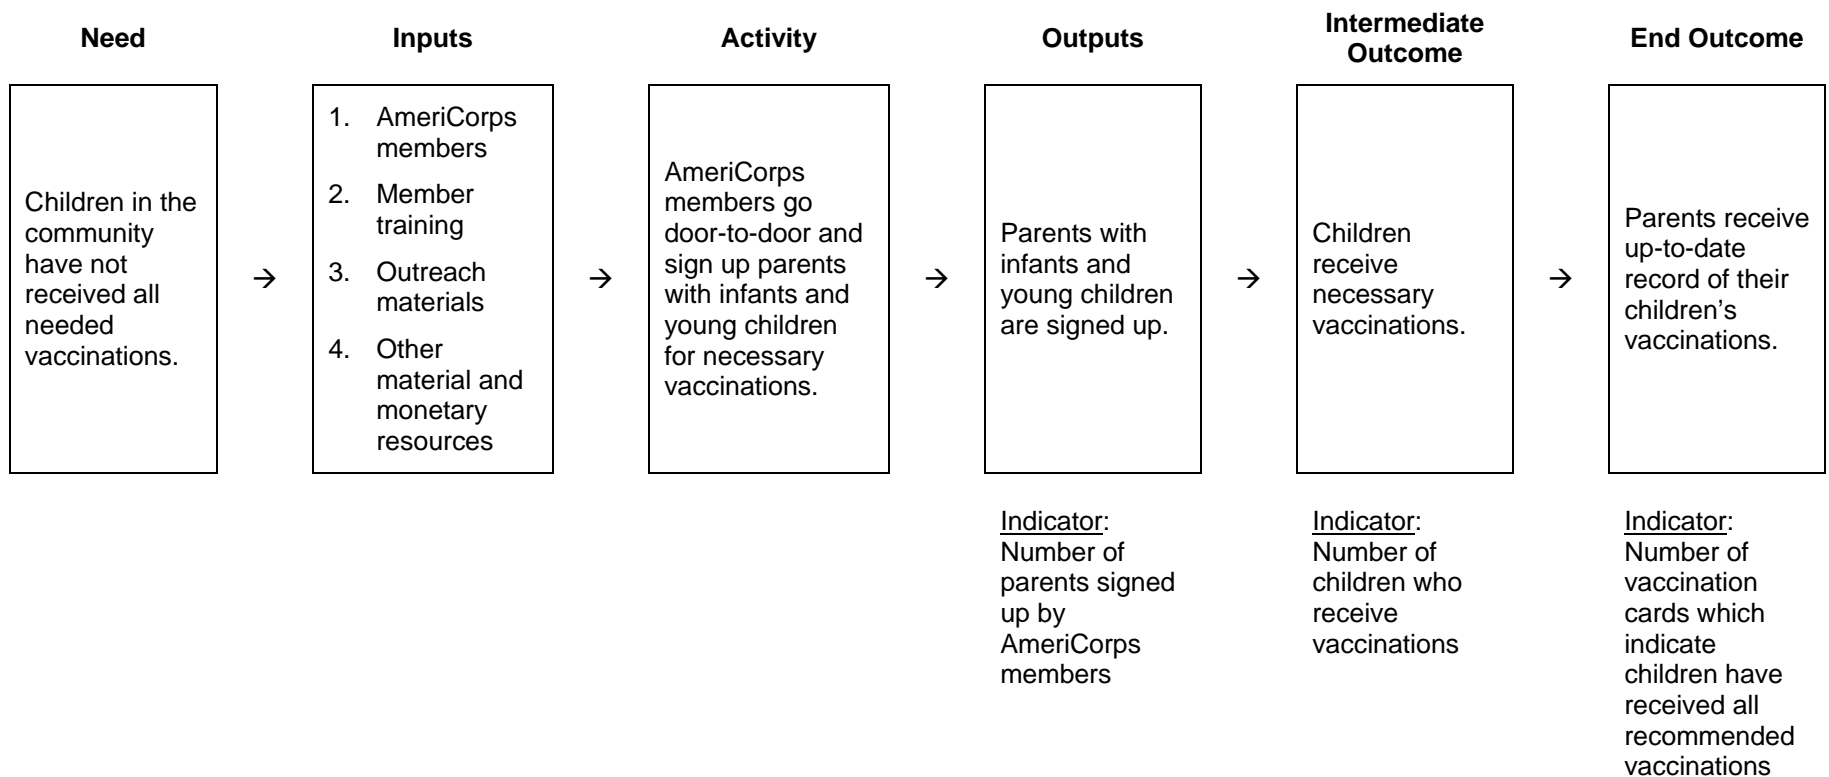 Need
Inputs
Activity
Outputs
Intermediate
Outcome
End Outcome
Children in the
community
have not
received all
needed
vaccinations.
→
1. AmeriCorps
members
2. Member
training
3. Outreach
materials
4. Other
material and
monetary
resources
→
AmeriCorps
members go
door-to-door and
sign up parents
with infants and
young children
for necessary
vaccinations.
→
Parents with
infants and
young children
are signed up.
→
Children
receive
necessary
vaccinations.
→
Parents receive
up-to-date
record of their
children’s
vaccinations.
Indicator:
Number of
parents signed
up by
AmeriCorps
members
Indicator:
Number of
children who
receive
vaccinations
Indicator:
Number of
vaccination
cards which
indicate
children have
received all
recommended
vaccinations